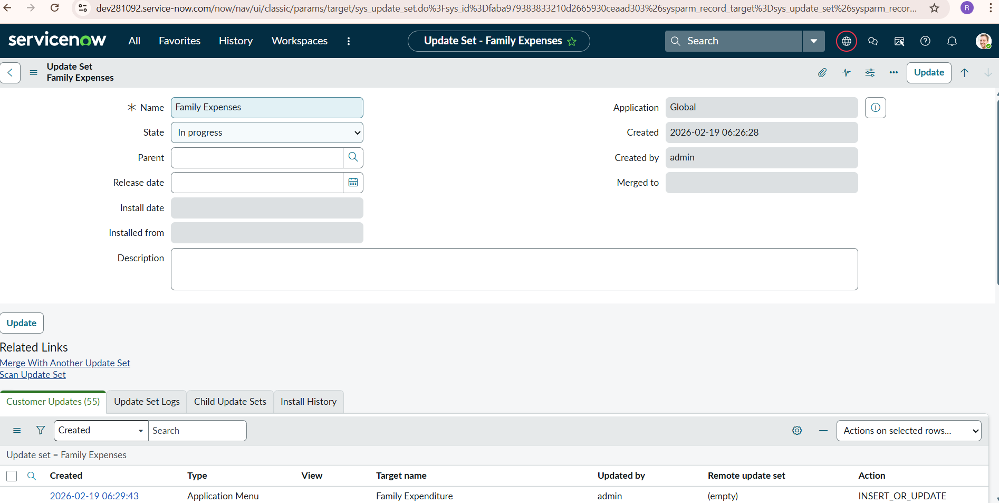 dev281092.service-now.com/now/nav/ui/classic/params/target/sys_update_set.do%3Fsys_id%3Dfaba979383833210d2665930ceaad303%26sysparm_record_target%3Dsys_update_set%26sysparm_recor...
R
servicenow All Favorites History Workspaces Update Set - Family Expenses Search
Update Set
Family Expenses
Update
Name Family Expenses Application Global
State In progress Created 2026-02-19 06:26:28
Parent Created by admin
Release date Merged to
Install date
Installed from
Description
Update
Related Links
Merge With Another Update Set
Scan Update Set
Customer Updates (55) Update Set Logs Child Update Sets Install History
Created Search Actions on selected rows...
Update set = Family Expenses
Created Type View Target name Updated by Remote update set Action
2026-02-19 06:29:43 Application Menu Family Expenditure admin (empty) INSERT_OR_UPDATE